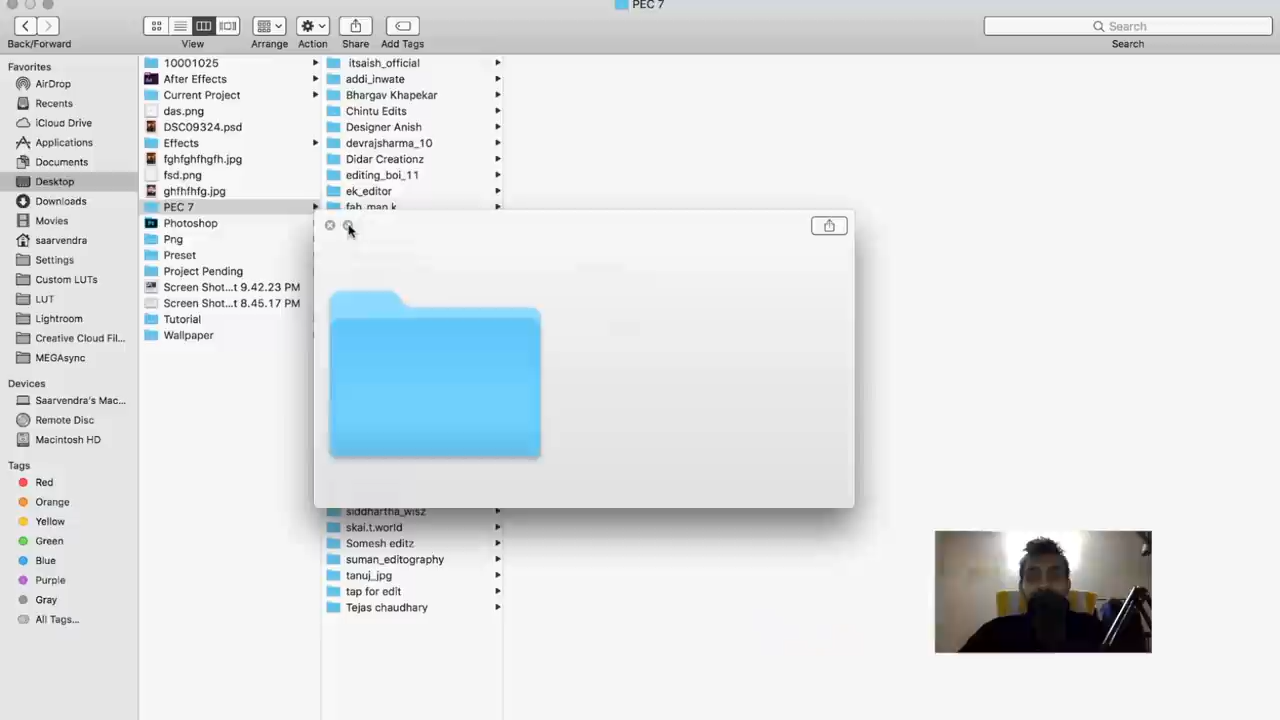 PEC 7
Search
Back/Forward
View
Arrange
Action
Share
Add Tags
Search
Favorites
AirDrop
Recents
iCloud Drive
Applications
Documents
Desktop
Downloads
Movies
saarvendra
Settings
Custom LUTs
LUT
Lightroom
Creative Cloud Fil...
MEGAsync
Devices
Saarvendra's Mac...
Remote Disc
Macintosh HD
Tags
Red
Orange
Yellow
Green
Blue
Purple
Gray
All Tags...
10001025
After Effects
Current Project
das.png
DSC09324.psd
Effects
fghfghfhgfh.jpg
fsd.png
ghfhfhfg.jpg
PEC 7
Photoshop
Png
Preset
Project Pending
Screen Shot...t 9.42.23 PM
Screen Shot...t 8.45.17 PM
Tutorial
Wallpaper
itsaish_official
addi_inwate
Bhargav Khapekar
Chintu Edits
Designer Anish
devrajsharma_10
Didar Creationz
editing_boi_11
ek_editor
fab_man.k
siddhartha_wisz
skai.t.world
Somesh editz
suman_editography
tanuj_jpg
tap for edit
Tejas chaudhary